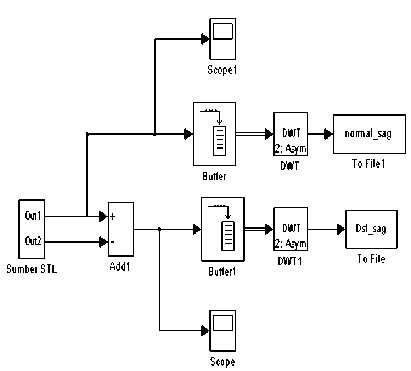 Scope1
Buffer
DWT
2: Asym
DWT
normal_sag
To File1
Out1
Out2
Sumber STL
+
-
Add1
Buffer1
DWT
2: Asym
DWT1
Dst_sag
To File
Scope